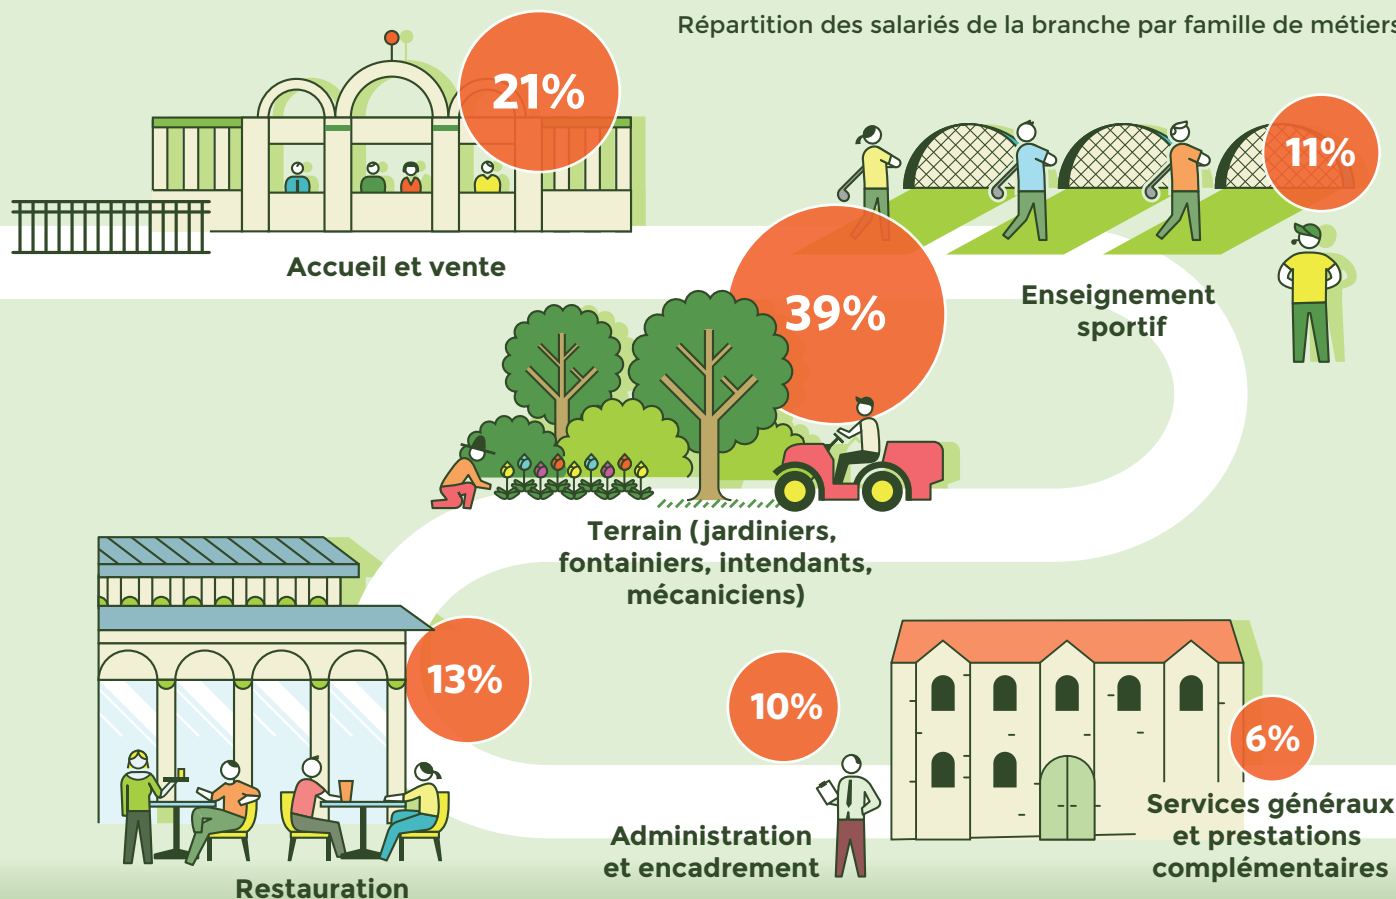 Répartition des salariés de la branche par famille de métiers
21%
Accueil et vente
11%
Enseignement
sportif
39%
Terrain (jardiniers,
fontainiers, intendants,
mécaniciens)
13%
Restauration
10%
Administration
et encadrement
6%
Services généraux
et prestations
complémentaires